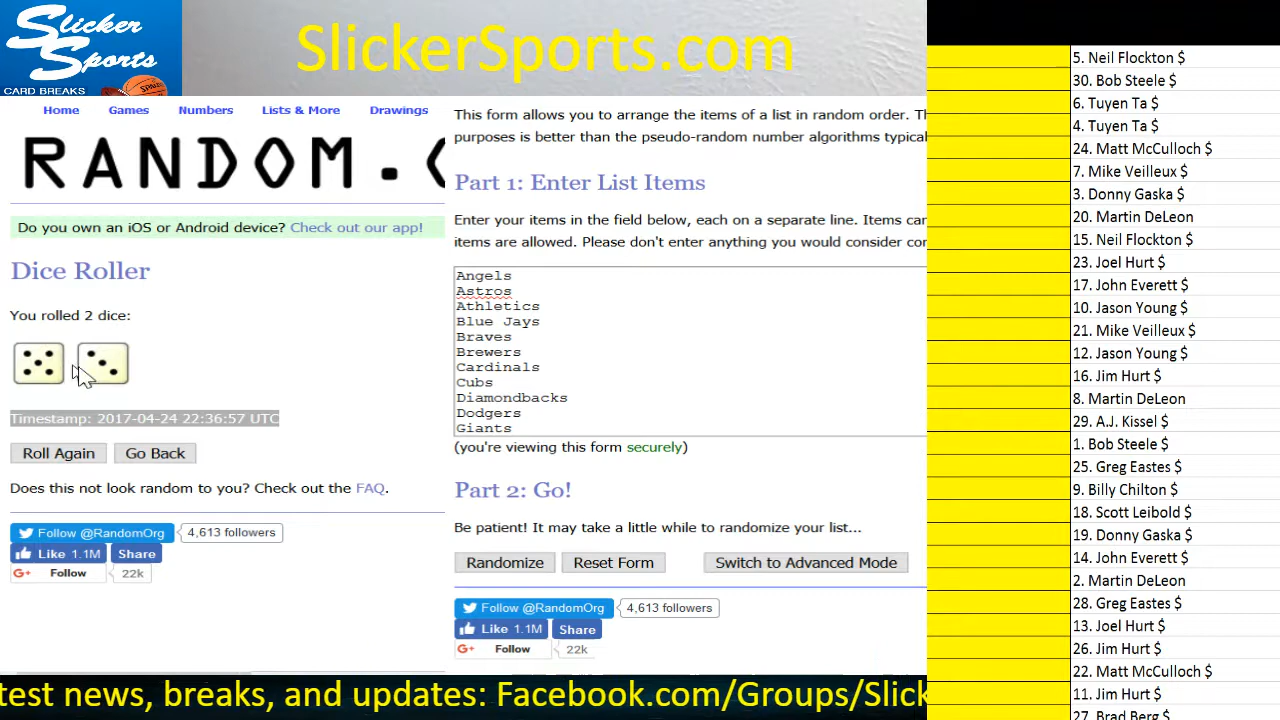 Slicker
Sports
CARD BREAKS
SlickerSports.com
Home Games Numbers Lists & More Drawings
RANDOM.
Do you own an iOS or Android device? Check out our app!
Dice Roller
You rolled 2 dice:
Timestamp: 2017-04-24 22:36:57 UTC
Roll Again Go Back
Does this not look random to you? Check out the FAQ.
Follow @RandomOrg 4,613 followers
Like 1.1M Share
G+ Follow 22k
This form allows you to arrange the items of a list in random order.
purposes is better than the pseudo-random number algorithms
Part 1: Enter List Items
Enter your items in the field below, each on a separate line. Items
items are allowed. Please don't enter anything you would consider
Angels
Astros
Athletics
Blue Jays
Braves
Brewers
Cardinals
Cubs
Diamondbacks
Dodgers
Giants
(you're viewing this form securely)
Part 2: Go!
Be patient! It may take a little while to randomize your list...
Randomize Reset Form Switch to Advanced Mode
Follow @RandomOrg 4,613 followers
Like 1.1M Share
G+ Follow 22k
5. Neil Flockton $
30. Bob Steele $
6. Tuyen Ta $
4. Tuyen Ta $
24. Matt McCulloch $
7. Mike Veilleux $
3. Donny Gaska $
20. Martin DeLeon
15. Neil Flockton $
23. Joel Hurt $
17. John Everett $
10. Jason Young $
21. Mike Veilleux $
12. Jason Young $
16. Jim Hurt $
8. Martin DeLeon
29. A.J. Kissel $
1. Bob Steele $
25. Greg Eastes $
9. Billy Chilton $
18. Scott Leibold $
19. Donny Gaska $
14. John Everett $
2. Martin DeLeon
28. Greg Eastes $
13. Joel Hurt $
26. Jim Hurt $
22. Matt McCulloch $
11. Jim Hurt $
27. Brad Berg $
test news, breaks, and updates: Facebook.com/Groups/Slick